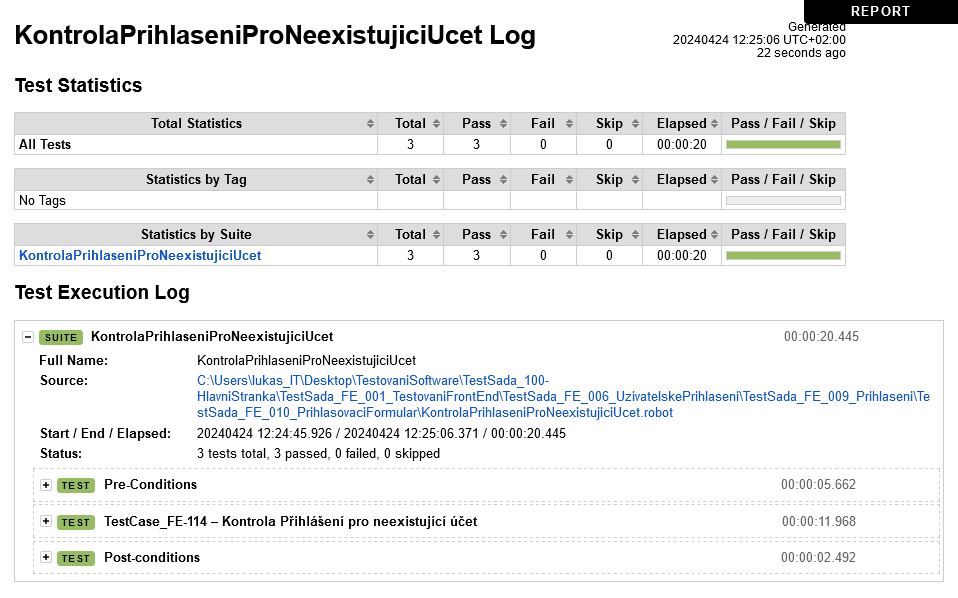 REPORT
KontrolaPrihlaseniProNeexistujiciUcet Log
Generated
20240424 12:25:06 UTC+02:00
22 seconds ago
Test Statistics
Total Statistics Total Pass Fail Skip Elapsed Pass / Fail / Skip
All Tests 3 3 0 0 00:00:20
Statistics by Tag Total Pass Fail Skip Elapsed Pass / Fail / Skip
No Tags
Statistics by Suite Total Pass Fail Skip Elapsed Pass / Fail / Skip
KontrolaPrihlaseniProNeexistujiciUcet 3 3 0 0 00:00:20
Test Execution Log
SUITE KontrolaPrihlaseniProNeexistujiciUcet 00:00:20.445
Full Name: KontrolaPrihlaseniProNeexistujiciUcet
Source: C:\Users\lukas_IT\Desktop\TestovaniSoftware\TestSada_100-
HlavniStranka\TestSada_FE_001_TestovaniFrontEnd\TestSada_FE_006_UzivatelskePrihlaseni\TestSada_FE_009_Prihlaseni\Te
stSada_FE_010_PrihlasovaciFormular\KontrolaPrihlaseniProNeexistujiciUcet.robot
Start / End / Elapsed: 20240424 12:24:45.926 / 20240424 12:25:06.371 / 00:00:20.445
Status: 3 tests total, 3 passed, 0 failed, 0 skipped
TEST Pre-Conditions 00:00:05.662
TEST TestCase_FE-114 – Kontrola Přihlášení pro neexistující účet 00:00:11.968
TEST Post-conditions 00:00:02.492